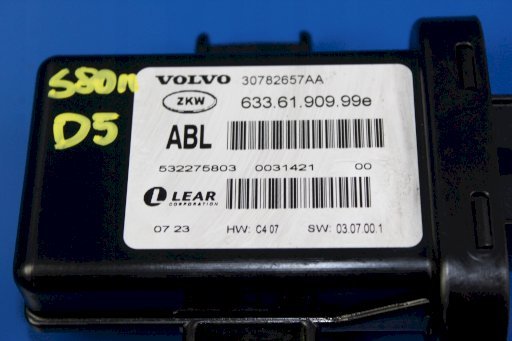 S80n
D5
VOLVO 30782657AA
ZKW 633.61.909.99e
ABL
532275803 0031421 00
LEAR
CORPORATION
07 23 HW: C4 07 SW: 03.07.00.1